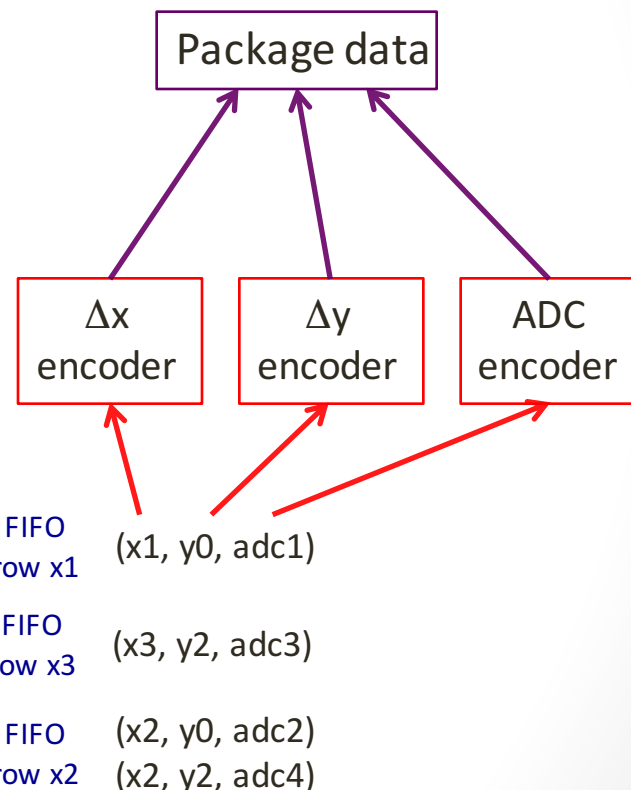 Package data
Δx
encoder
Δy
encoder
ADC
encoder
FIFO
row x1
(x1, y0, adc1)
FIFO
ow x3
(x3, y2, adc3)
FIFO
row x2
(x2, y0, adc2)
(x2, y2, adc4)